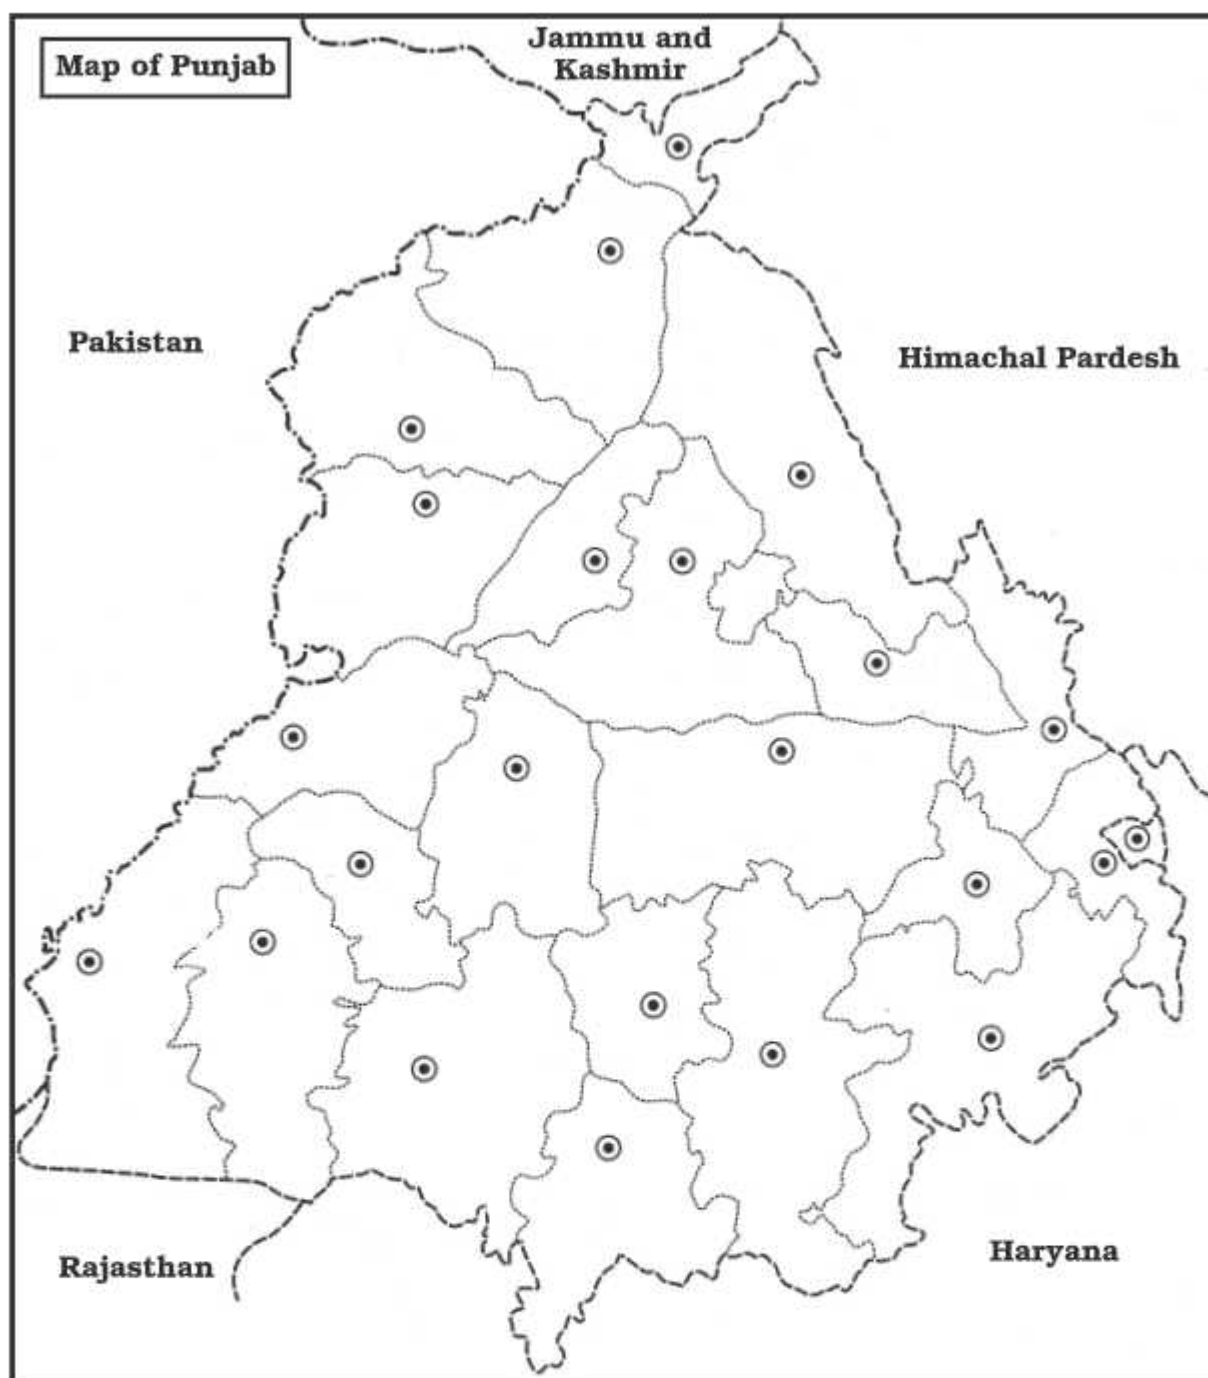 Map of Punjab
Jammu and
Kashmir
Pakistan
Himachal Pardesh
Rajasthan
Haryana